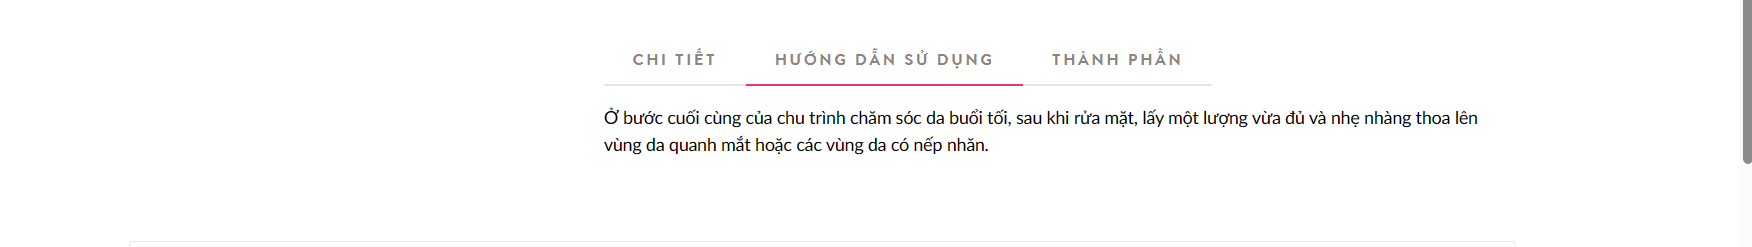 CHI TIẾT
HƯỚNG DẪN SỬ DỤNG
THÀNH PHẦN
Ở bước cuối cùng của chu trình chăm sóc da buổi tối, sau khi rửa mặt, lấy một lượng vừa đủ và nhẹ nhàng thoa lên
vùng da quanh mắt hoặc các vùng da có nếp nhăn.